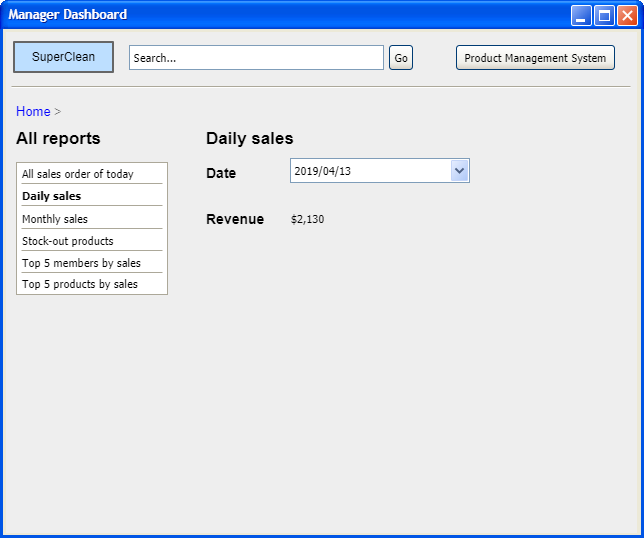 Manager Dashboard
SuperClean
Search...
Go
Product Management System
Home >
All reports
All sales order of today
Daily sales
Monthly sales
Stock-out products
Top 5 members by sales
Top 5 products by sales
Daily sales
Date
2019/04/13
Revenue
$2,130